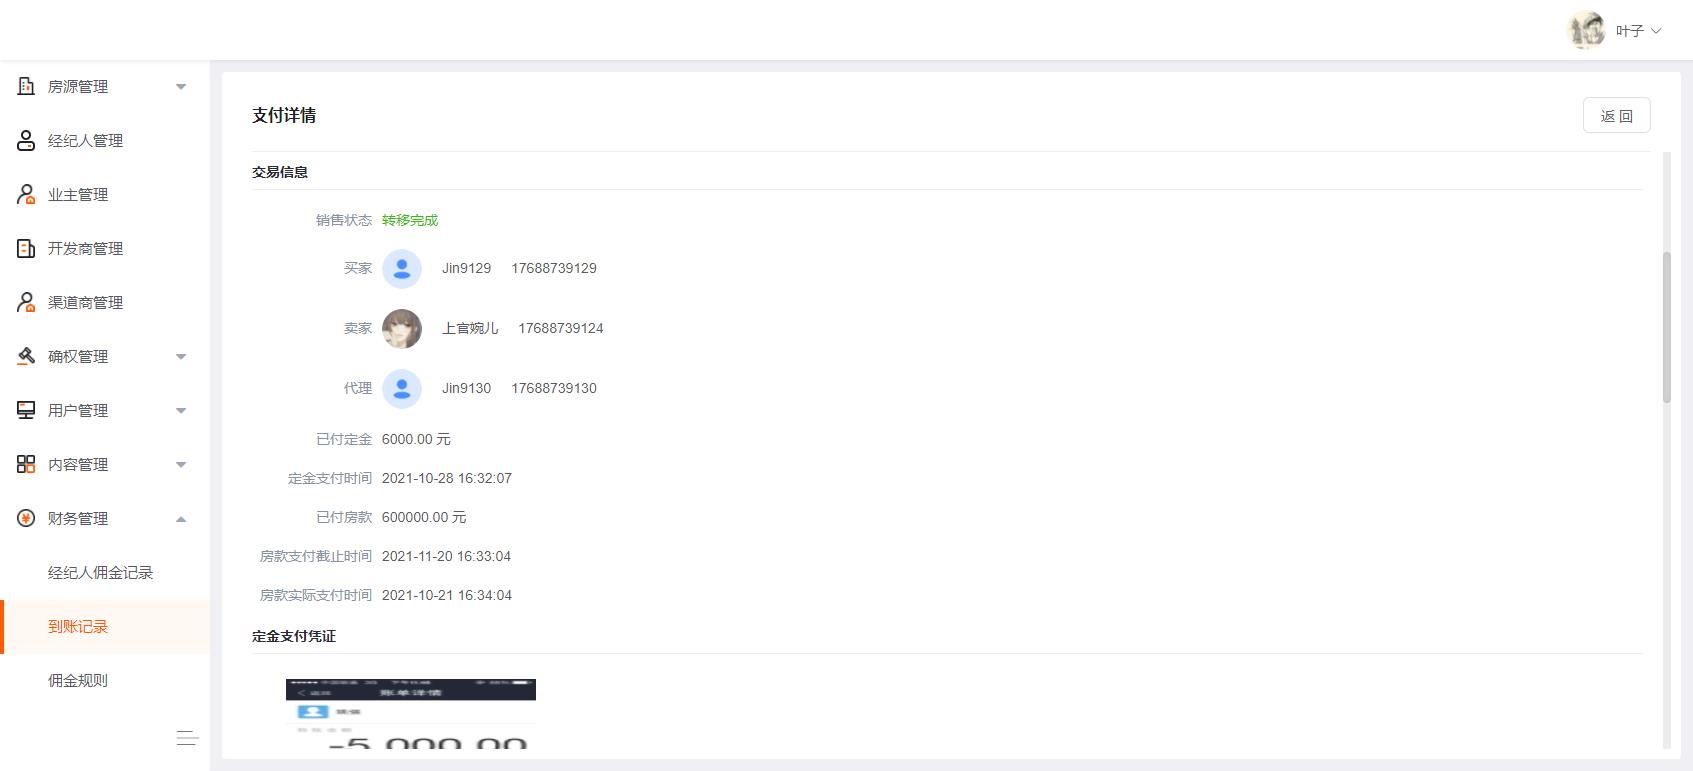 叶子
房源管理
经纪人管理
业主管理
开发商管理
渠道商管理
确权管理
用户管理
内容管理
财务管理
经纪人佣金记录
到账记录
佣金规则
支付详情
返 回
交易信息
销售状态 转移完成
买家 Jin9129 17688739129
卖家 上官婉儿 17688739124
代理 Jin9130 17688739130
已付定金 6000.00 元
定金支付时间 2021-10-28 16:32:07
已付房款 600000.00 元
房款支付截止时间 2021-11-20 16:33:04
房款实际支付时间 2021-10-21 16:34:04
定金支付凭证
账单详情
-5,000.00